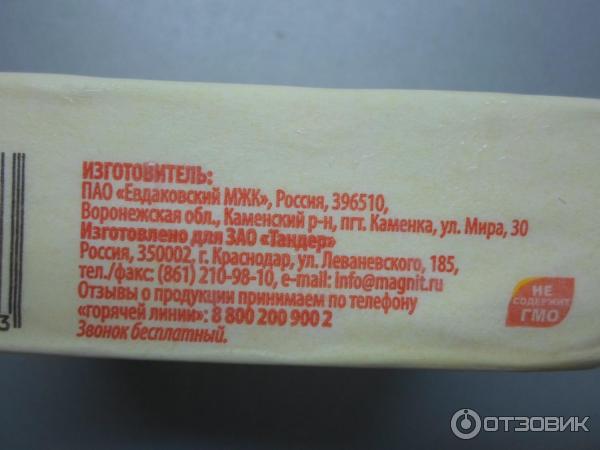 ИЗГОТОВИТЕЛЬ:
ПАО «Евдаковский МЖК», Россия, 396510,
Воронежская обл., Каменский р-н, пгт. Каменка, ул. Мира, 30
Изготовлено для ЗАО «Тандер»
Россия, 350002, г. Краснодар, ул. Леваневского, 185,
тел./факс: (861) 210-98-10, e-mail: info@magnit.ru
Отзывы о продукции принимаем по телефону
«горячей линии»: 8 800 200 900 2
Звонок бесплатный.
НЕ
СОДЕРЖИТ
ГМО
3
ОТЗОВИК